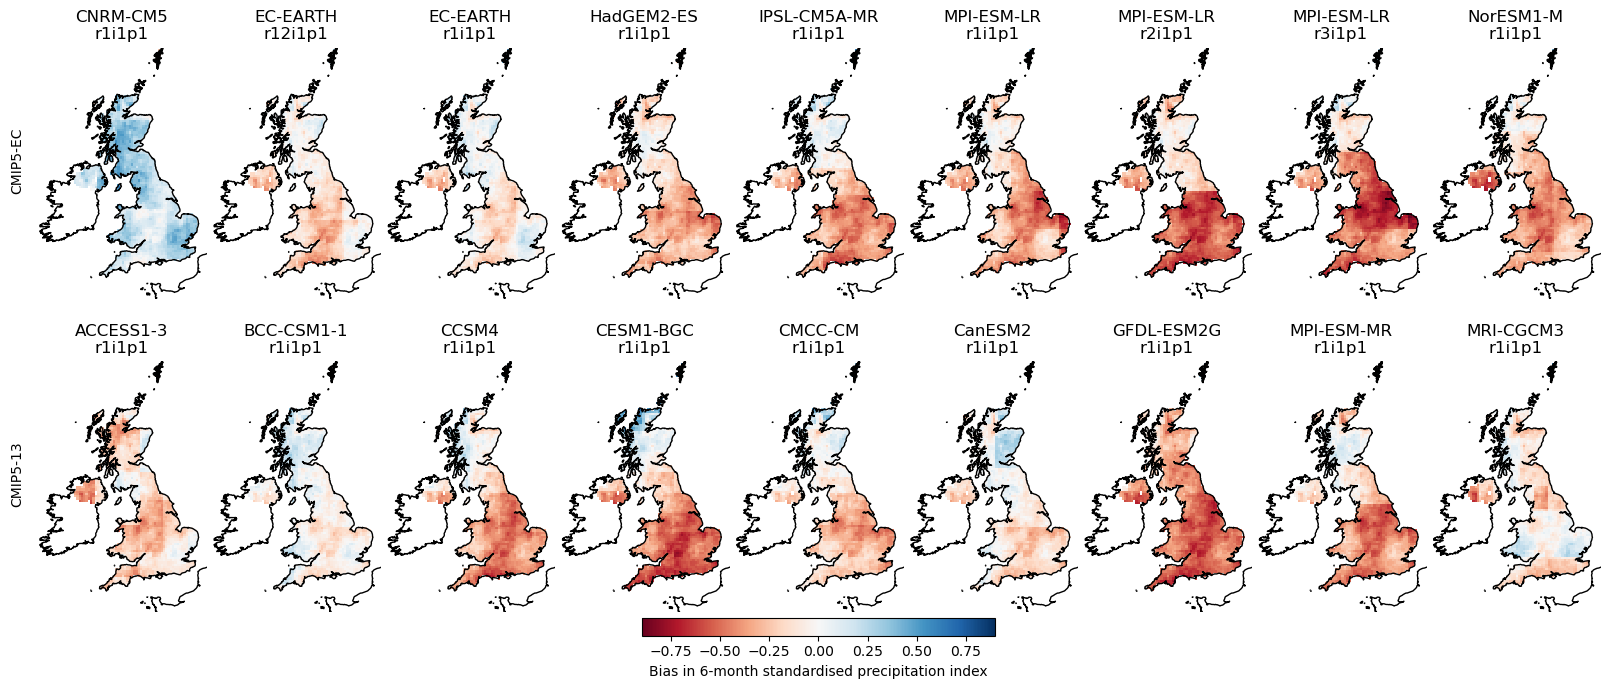 CNRM-CM5 EC-EARTH EC-EARTH HadGEM2-ES IPSL-CM5A-MR MPI-ESM-LR MPI-ESM-LR MPI-ESM-LR NorESM1-M
r1i1p1 r12i1p1 r1i1p1 r1i1p1 r1i1p1 r1i1p1 r2i1p1 r3i1p1 r1i1p1
CMIP5-EC
ACCESS1-3 BCC-CSM1-1 CCSM4 CESM1-BGC CMCC-CM CanESM2 GFDL-ESM2G MPI-ESM-MR MRI-CGCM3
r1i1p1 r1i1p1 r1i1p1 r1i1p1 r1i1p1 r1i1p1 r1i1p1 r1i1p1 r1i1p1
CMIP5-13
−0.75 −0.50 −0.25 0.00 0.25 0.50 0.75
Bias in 6-month standardised precipitation index